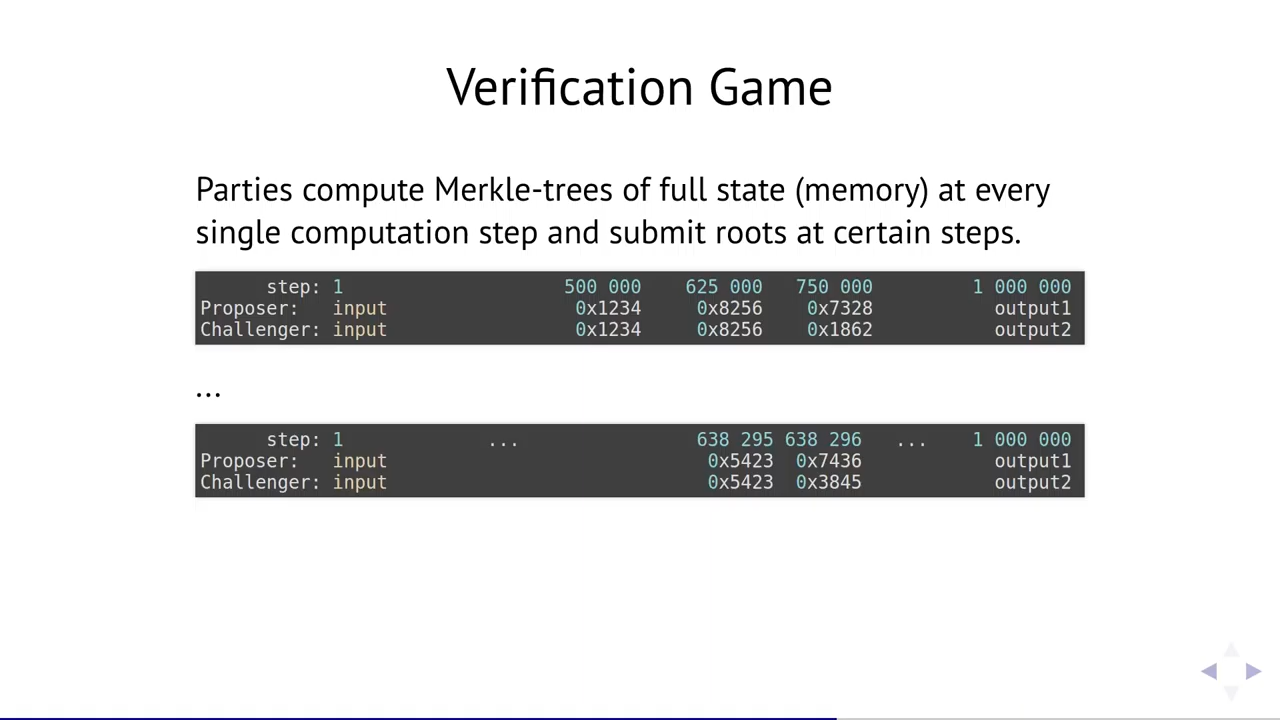 Verification Game
Parties compute Merkle-trees of full state (memory) at every
single computation step and submit roots at certain steps.
step: 1 500 000 625 000 750 000 1 000 000
Proposer: input 0x1234 0x8256 0x7328 output1
Challenger: input 0x1234 0x8256 0x1862 output2
...
step: 1 ... 638 295 638 296 ... 1 000 000
Proposer: input 0x5423 0x7436 output1
Challenger: input 0x5423 0x3845 output2